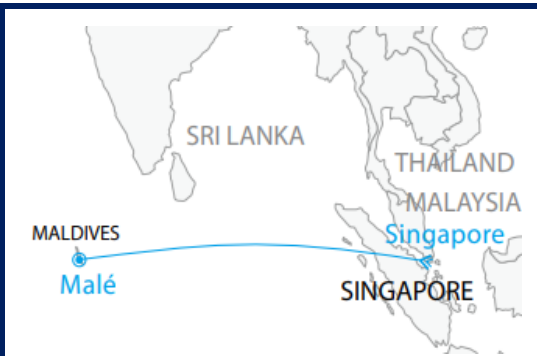 SRI LANKA
THAILAND
MALAYSIA
MALDIVES
Singapore
Malé
SINGAPORE